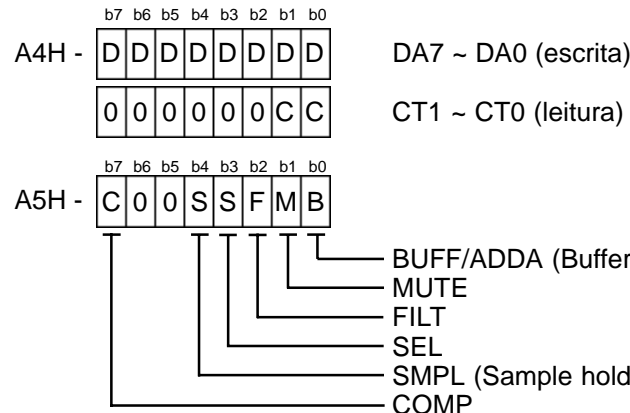 b7 b6 b5 b4 b3 b2 b1 b0
A4H - D D D D D D D D DA7 ~ DA0 (escrita)
0 0 0 0 0 0 C C CT1 ~ CT0 (leitura)
b7 b6 b5 b4 b3 b2 b1 b0
A5H - C 0 0 S S F M B
BUFF/ADDA (Buffer
MUTE
FILT
SEL
SMPL (Sample hold
COMP